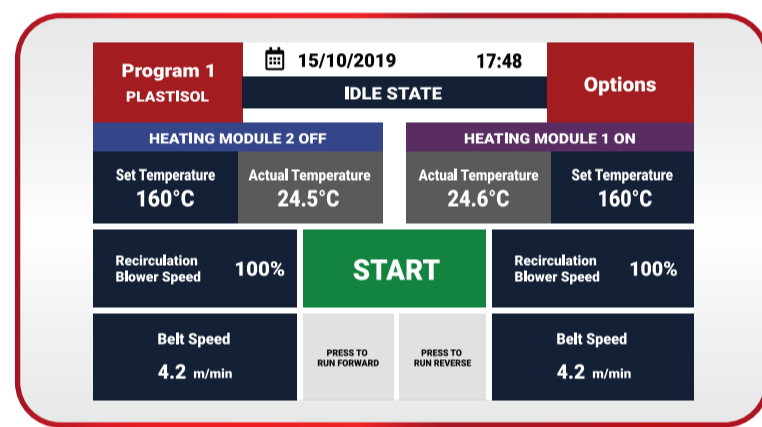 Program 1
PLASTISOL
15/10/2019 17:48
IDLE STATE
Options
HEATING MODULE 2 OFF
HEATING MODULE 1 ON
Set Temperature
160°C
Actual Temperature
24.5°C
Actual Temperature
24.6°C
Set Temperature
160°C
Recirculation
Blower Speed
100%
START
Recirculation
Blower Speed
100%
Belt Speed
4.2 m/min
PRESS TO
RUN FORWARD
PRESS TO
RUN REVERSE
Belt Speed
4.2 m/min